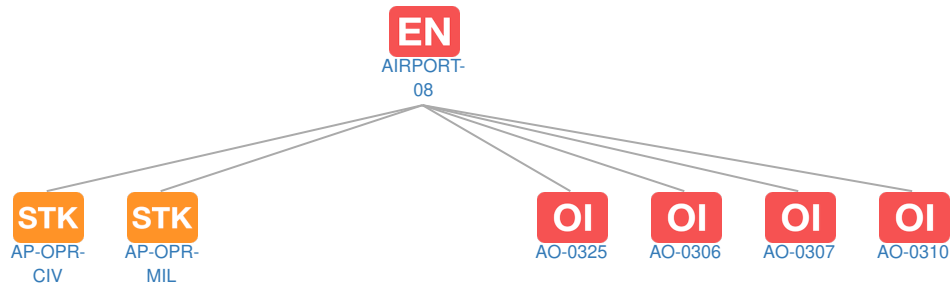 EN
AIRPORT-
08
STK
STK
OI
OI
OI
OI
AP-OPR-
CIV
AP-OPR-
MIL
AO-0325
AO-0306
AO-0307
AO-0310